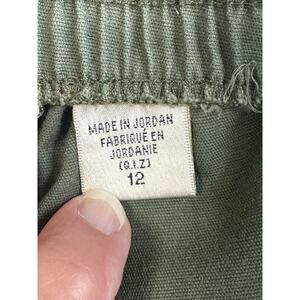 MADE IN JORDAN
FABRIQUÉ EN
JORDANIE
(Q.I.Z)
12